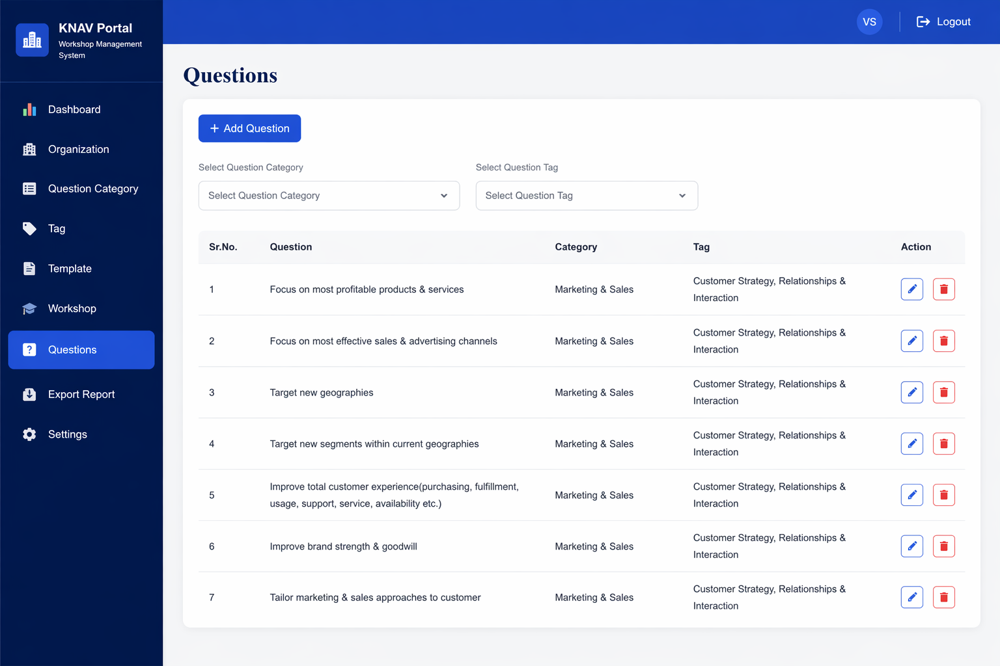 KNAV Portal
Workshop Management
System
VS
Logout
Dashboard
Organization
Question Category
Tag
Template
Workshop
Questions
Export Report
Settings
Questions
+ Add Question
Select Question Category
Select Question Tag
Select Question Category
Select Question Tag
Sr.No. Question Category Tag Action
1 Focus on most profitable products & services Marketing & Sales Customer Strategy, Relationships &
Interaction
2 Focus on most effective sales & advertising channels Marketing & Sales Customer Strategy, Relationships &
Interaction
3 Target new geographies Marketing & Sales Customer Strategy, Relationships &
Interaction
4 Target new segments within current geographies Marketing & Sales Customer Strategy, Relationships &
Interaction
5 Improve total customer experience(purchasing, fulfillment,
usage, support, service, availability etc.) Marketing & Sales Customer Strategy, Relationships &
Interaction
6 Improve brand strength & goodwill Marketing & Sales Customer Strategy, Relationships &
Interaction
7 Tailor marketing & sales approaches to customer Marketing & Sales Customer Strategy, Relationships &
Interaction